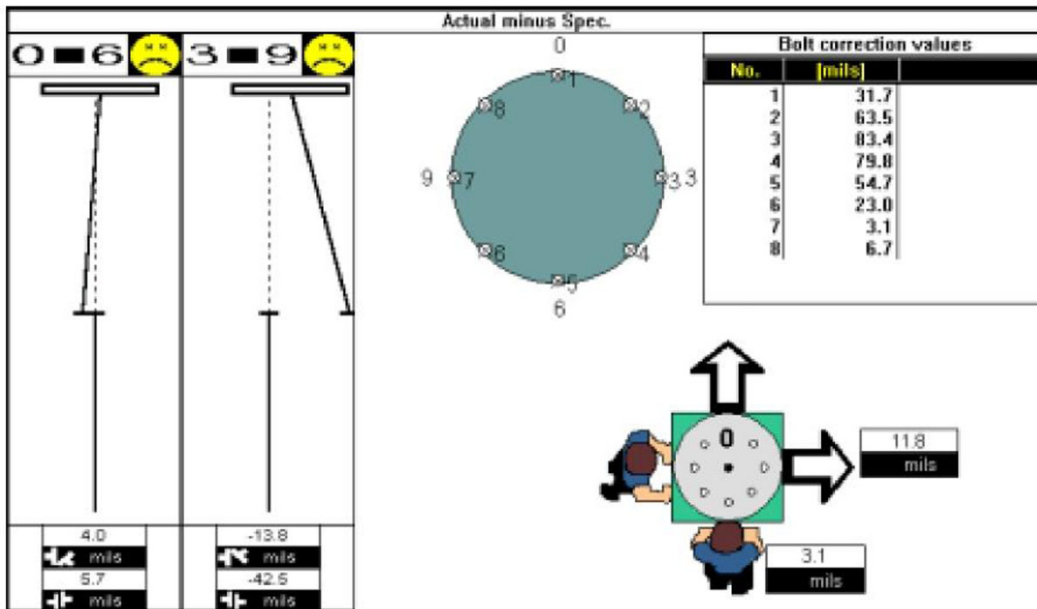 Actual minus Spec.
0 - 6
3 - 9
0
1
2
3
3
4
5
6
6
7
9
8
Bolt correction values
No. [mils]
1 31.7
2 63.5
3 83.4
4 79.8
5 54.7
6 23.0
7 3.1
8 6.7
0
11.8
mils
3.1
mils
4.0
mils
5.7
mils
-13.8
mils
-42.5
mils